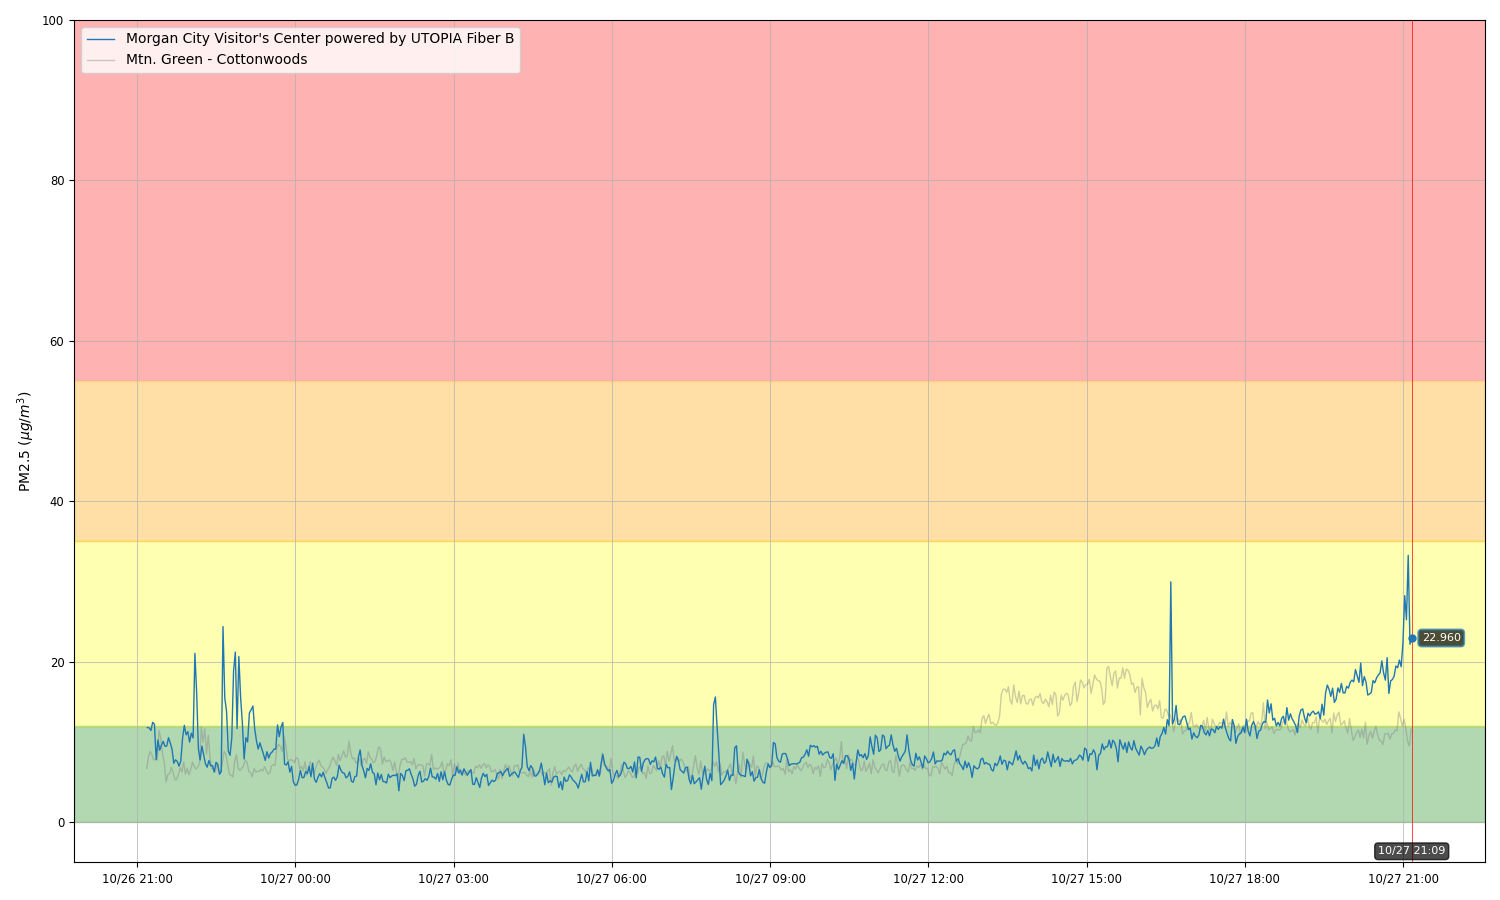 100
Morgan City Visitor's Center powered by UTOPIA Fiber B
Mtn. Green - Cottonwoods
80
60
PM2.5 (μg/m³)
40
20
22.960
0
10/27 21:09
10/26 21:00 10/27 00:00 10/27 03:00 10/27 06:00 10/27 09:00 10/27 12:00 10/27 15:00 10/27 18:00 10/27 21:00